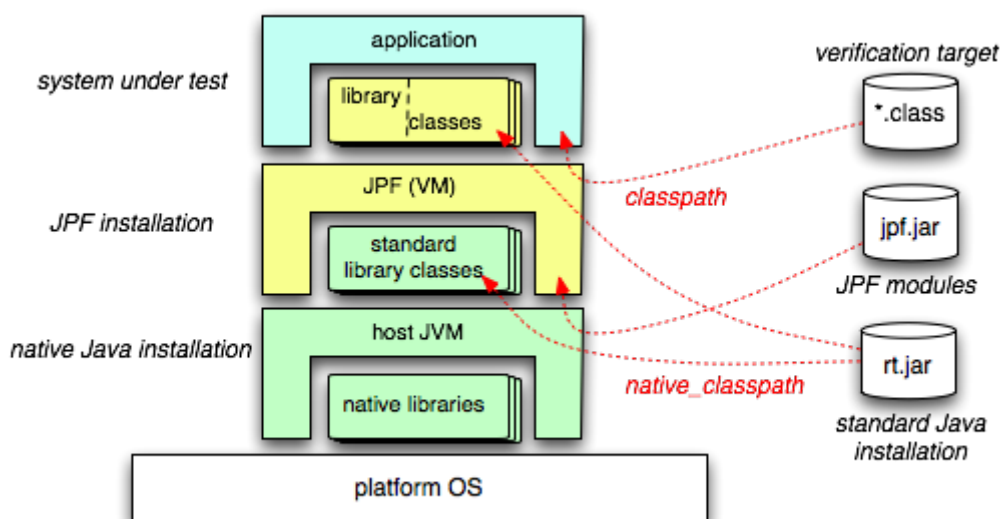 system under test
JPF installation
native Java installation
application
library
classes
JPF (VM)
standard
library classes
host JVM
native libraries
platform OS
classpath
native_classpath
verification target
*.class
jpf.jar
JPF modules
rt.jar
standard Java
installation